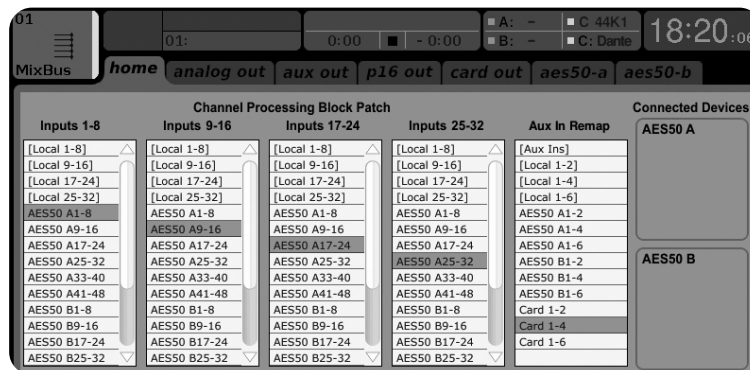 01
MixBus
01:
0:00 - 0:00
A: -
B: -
C 44K1
C: Dante
18:20:06
home analog out aux out p16 out card out aes50-a aes50-b
Channel Processing Block Patch
Connected Devices
Inputs 1-8 Inputs 9-16 Inputs 17-24 Inputs 25-32 Aux In Remap
AES50 A
[Local 1-8] [Local 1-8] [Local 1-8] [Local 1-8] [Aux Ins]
[Local 9-16] [Local 9-16] [Local 9-16] [Local 9-16] [Local 1-2]
[Local 17-24] [Local 17-24] [Local 17-24] [Local 17-24] [Local 1-4]
[Local 25-32] [Local 25-32] [Local 25-32] [Local 25-32] [Local 1-6]
AES50 A1-8 AES50 A1-8 AES50 A1-8 AES50 A1-8 AES50 A1-2
AES50 A9-16 AES50 A9-16 AES50 A9-16 AES50 A9-16 AES50 A1-4
AES50 A17-24 AES50 A17-24 AES50 A17-24 AES50 A17-24 AES50 A1-6
AES50 A25-32 AES50 A25-32 AES50 A25-32 AES50 A25-32 AES50 B1-2
AES50 B
AES50 A33-40 AES50 A33-40 AES50 A33-40 AES50 A33-40 AES50 B1-4
AES50 A41-48 AES50 A41-48 AES50 A41-48 AES50 A41-48 AES50 B1-6
AES50 B1-8 AES50 B1-8 AES50 B1-8 AES50 B1-8 Card 1-2
AES50 B9-16 AES50 B9-16 AES50 B9-16 AES50 B9-16 Card 1-4
AES50 B17-24 AES50 B17-24 AES50 B17-24 AES50 B17-24 Card 1-6
AES50 B25-32 AES50 B25-32 AES50 B25-32 AES50 B25-32